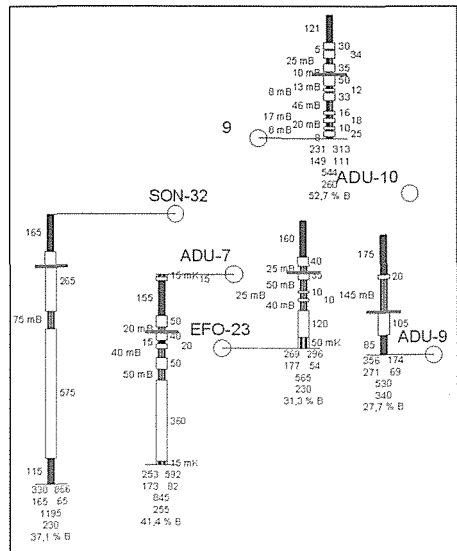 121
5 30
34
25 mB 35
10 mB 50
13 mB 12
8 mB 33
46 mB
17 mB 16
20 mB 18
8 mB 10
8 25
9
231 313
149 111
544
260
52,7 % B
ADU-10
SON-32
165
265
75 mB
575
115
330 866
165 65
1195
230
37,1 % B
ADU-7
15 mK 15
155
50
20 mB 40
15 20
40 mB
50
50 mB
360
15 mK
253 592
173 82
845
255
41,4 % B
EFO-23
160
40
25 mB 35
50 mB
25 mB 10 10
40 mB
120
50 mK
269 296
177 54
565
230
31,3 % B
175
20
145 mB
105
85
ADU-9
356 174
271 69
530
340
27,7 % B